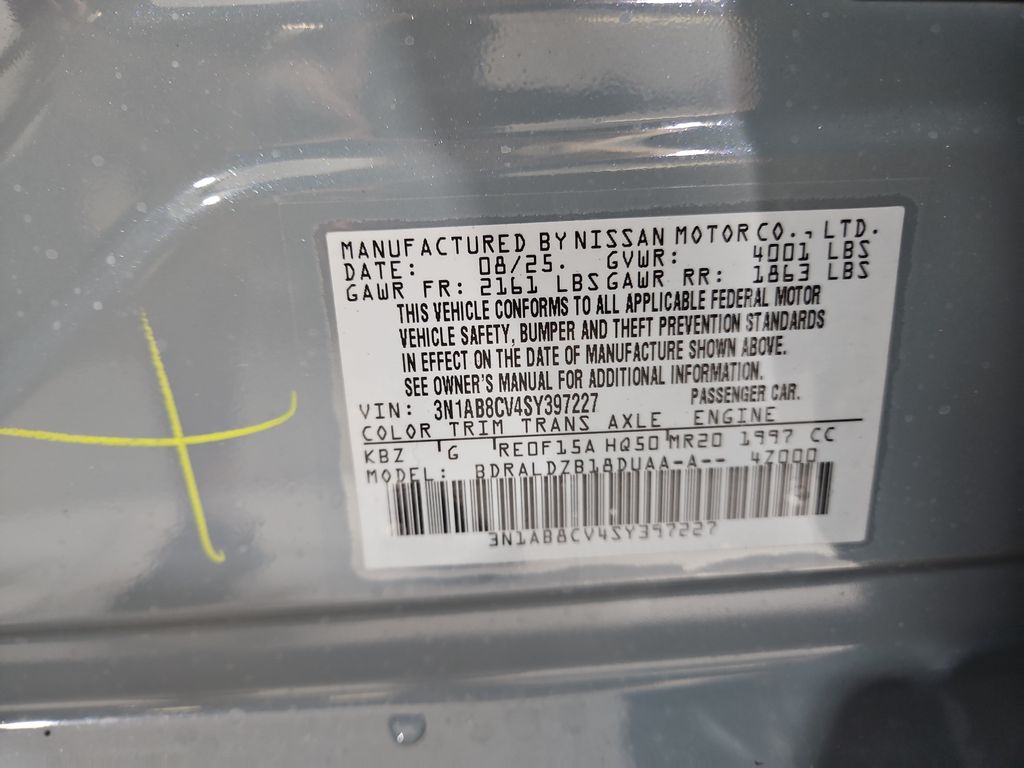 MANUFACTURED BY NISSAN MOTOR CO., LTD.
DATE: 08/25. GVWR: 4001 LBS
GAWR FR: 2161 LBS GAWR RR: 1863 LBS
THIS VEHICLE CONFORMS TO ALL APPLICABLE FEDERAL MOTOR
VEHICLE SAFETY, BUMPER AND THEFT PREVENTION STANDARDS
IN EFFECT ON THE DATE OF MANUFACTURE SHOWN ABOVE.
SEE OWNER'S MANUAL FOR ADDITIONAL INFORMATION.
VIN: 3N1AB8CV4SY397227 PASSENGER CAR.
COLOR TRIM TRANS AXLE ENGINE
KBZ G RE0F15A HQ50 MR20 1997 CC
MODEL: BDRALDZB18DUAA-A-- 4Z000
3N1AB8CV4SY397227